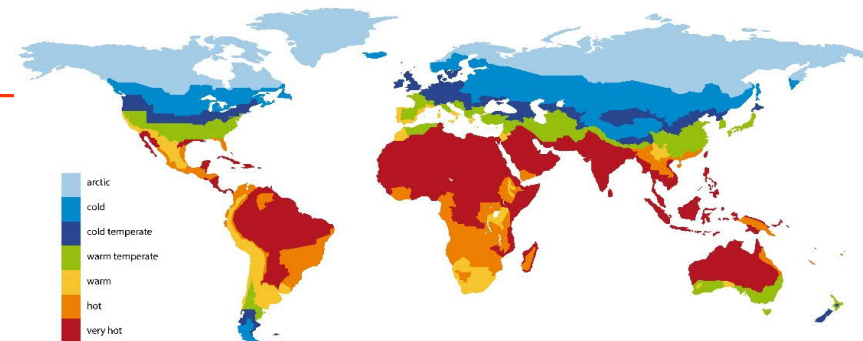 arctic
cold
cold temperate
warm temperate
warm
hot
very hot